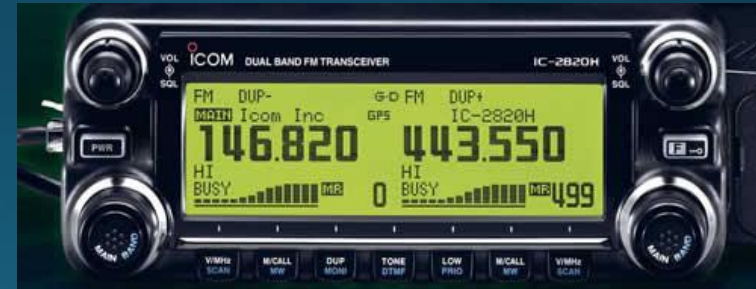 VOL SQL
ICOM DUAL BAND FM TRANSCEIVER IC-2820H
VOL SQL
FM DUP- G-D FM DUP+
MAIN Icom Inc GPS IC-2820H
146.820 443.550
HI HI
BUSY MR 0 BUSY MR 499
PWR
F
MAIN BAND
MAIN BAND
V/MHz M/CALL DUP TONE LOW M/CALL V/MHz
SCAN MW MONI DTMF PRIO MW SCAN